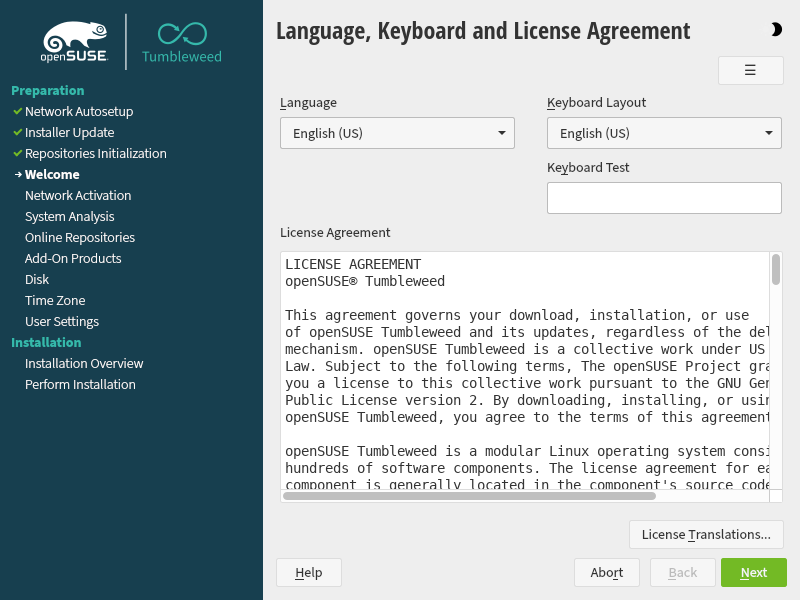 openSUSE
Tumbleweed
Preparation
Network Autosetup
Installer Update
Repositories Initialization
Welcome
Network Activation
System Analysis
Online Repositories
Add-On Products
Disk
Time Zone
User Settings
Installation
Installation Overview
Perform Installation
Language, Keyboard and License Agreement
Language
Keyboard Layout
English (US)
English (US)
Keyboard Test
License Agreement
LICENSE AGREEMENT
openSUSE® Tumbleweed
This agreement governs your download, installation, or use
of openSUSE Tumbleweed and its updates, regardless of the del
mechanism. openSUSE Tumbleweed is a collective work under US
Law. Subject to the following terms, The openSUSE Project gra
you a license to this collective work pursuant to the GNU Gen
Public License version 2. By downloading, installing, or usin
openSUSE Tumbleweed, you agree to the terms of this agreement
openSUSE Tumbleweed is a modular Linux operating system consi
hundreds of software components. The license agreement for ea
component is generally located in the component's source code
License Translations...
Help
Abort
Back
Next